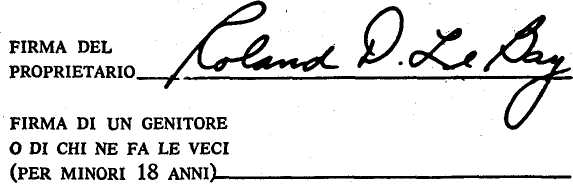 FIRMA DEL
PROPRIETARIO Roland D. Le Bay
FIRMA DI UN GENITORE
O DI CHI NE FA LE VECI
(PER MINORI 18 ANNI)